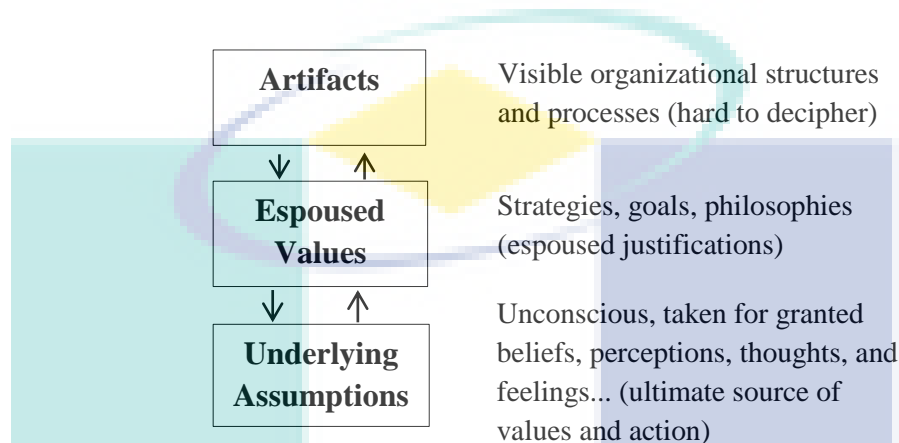 Artifacts
Visible organizational structures
and processes (hard to decipher)
Espoused
Values
Strategies, goals, philosophies
(espoused justifications)
Underlying
Assumptions
Unconscious, taken for granted
beliefs, perceptions, thoughts, and
feelings... (ultimate source of
values and action)